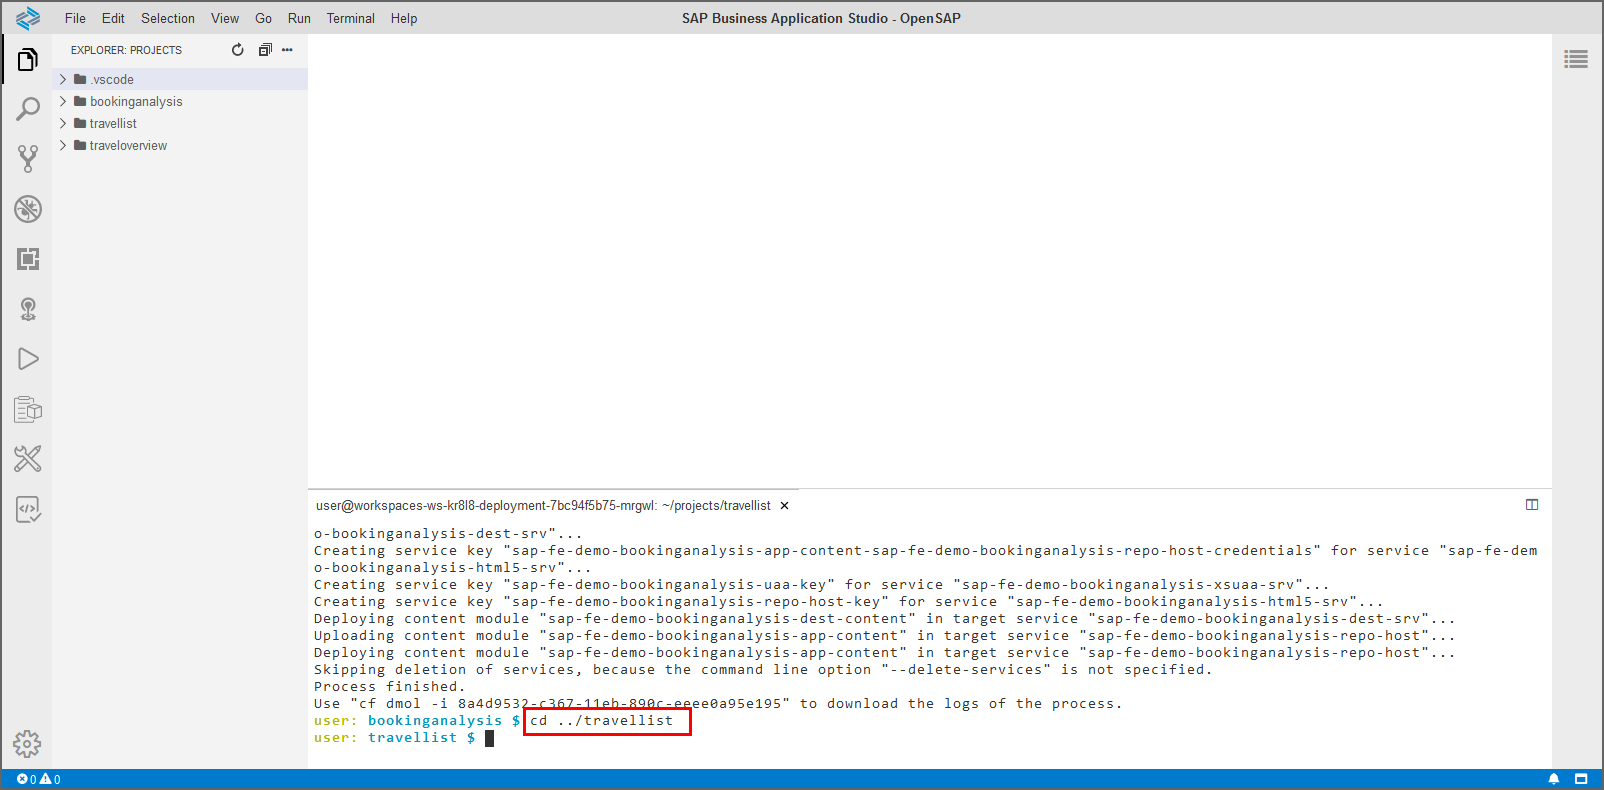 File Edit Selection View Go Run Terminal Help
SAP Business Application Studio - OpenSAP
EXPLORER: PROJECTS
.vscode
bookinganalysis
travellist
traveloverview
user@workspaces-ws-kr8l8-deployment-7bc94f5b75-mrgwl: ~/projects/travellist
o-bookinganalysis-dest-srv"...
Creating service key "sap-fe-demo-bookinganalysis-app-content-sap-fe-demo-bookinganalysis-repo-host-credentials" for service "sap-fe-dem
o-bookinganalysis-html5-srv"...
Creating service key "sap-fe-demo-bookinganalysis-uaa-key" for service "sap-fe-demo-bookinganalysis-xsuaa-srv"...
Creating service key "sap-fe-demo-bookinganalysis-repo-host-key" for service "sap-fe-demo-bookinganalysis-html5-srv"...
Deploying content module "sap-fe-demo-bookinganalysis-dest-content" in target service "sap-fe-demo-bookinganalysis-dest-srv"...
Uploading content module "sap-fe-demo-bookinganalysis-app-content" in target service "sap-fe-demo-bookinganalysis-repo-host"...
Deploying content module "sap-fe-demo-bookinganalysis-app-content" in target service "sap-fe-demo-bookinganalysis-repo-host"...
Skipping deletion of services, because the command line option "--delete-services" is not specified.
Process finished.
Use "cf dmol -i 8a4d9532-c367-11eb-890c-eeee0a95e195" to download the logs of the process.
user: bookinganalysis $ cd ../travellist
user: travellist $
0 0